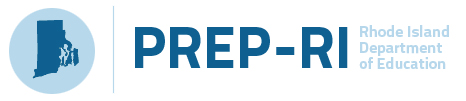 PREP-RI
Rhode Island
Department
of Education